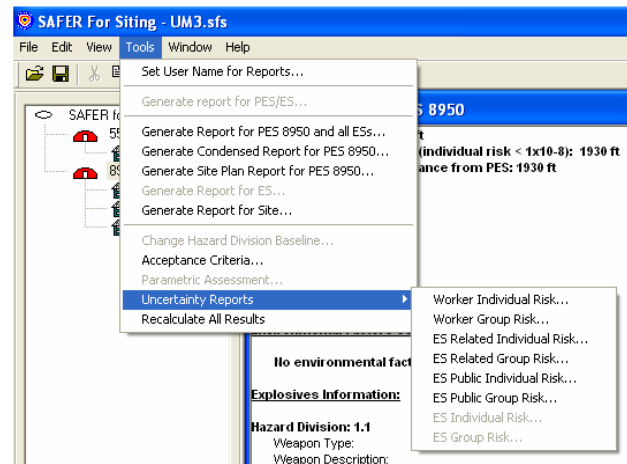 SAFER For Siting - UM3.sfs
File Edit View Tools Window Help
Set User Name for Reports...
Generate report for PES/ES...
8950
SAFER
(individual risk < 1x10-8): 1930 ft
ance from PES: 1930 ft
Generate Report for PES 8950 and all ESs...
Generate Condensed Report for PES 8950...
Generate Site Plan Report for PES 8950...
Generate Report for ES...
Generate Report for Site...
Change Hazard Division Baseline...
Acceptance Criteria...
Parametric Assessment...
Uncertainty Reports
Recalculate All Results
Worker Individual Risk...
Worker Group Risk...
ES Related Individual Risk...
ES Related Group Risk...
ES Public Individual Risk...
ES Public Group Risk...
ES Individual Risk...
ES Group Risk...
No environmental fact
Explosives Information:
Hazard Division: 1.1
Weapon Type:
Weapon Description: